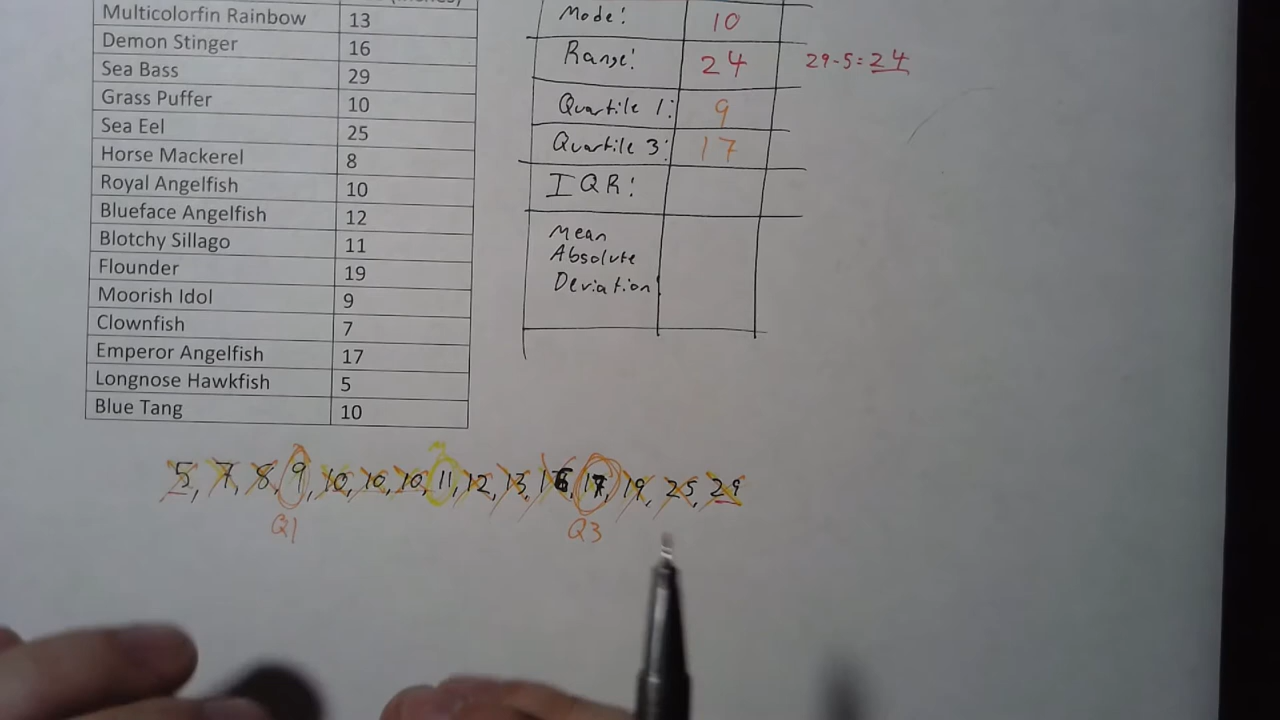 Multicolorfin Rainbow 13
Demon Stinger 16
Sea Bass 29
Grass Puffer 10
Sea Eel 25
Horse Mackerel 8
Royal Angelfish 10
Blueface Angelfish 12
Blotchy Sillago 11
Flounder 19
Moorish Idol 9
Clownfish 7
Emperor Angelfish 17
Longnose Hawkfish 5
Blue Tang 10
Mode: 10
Range: 24 29-5=24
Quartile 1: 9
Quartile 3: 17
IQR:
Mean
Absolute
Deviation:
5, 7, 8, 9, 10, 10, 10, 11, 12, 13, 16, 17, 19, 25, 29
Q1 Q3